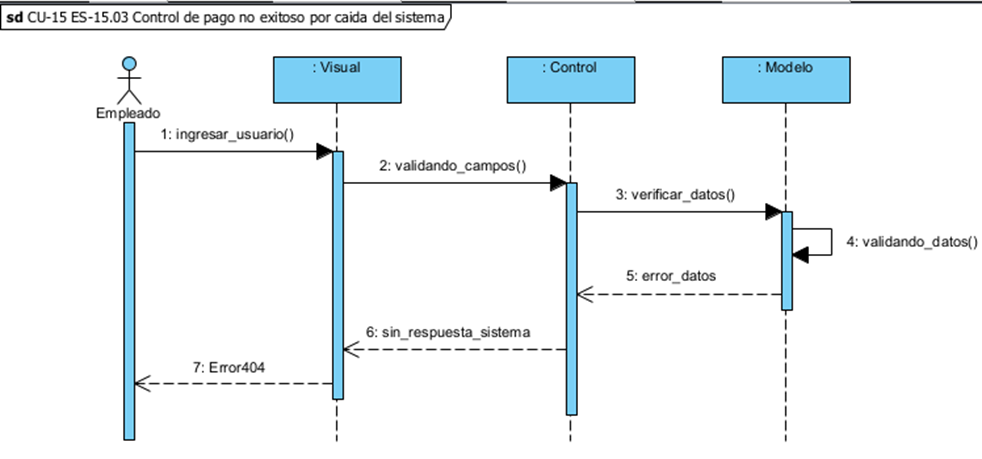 sd CU-15 ES-15.03 Control de pago no exitoso por caida del sistema
: Visual
: Control
: Modelo
Empleado
1: ingresar_usuario()
2: validando_campos()
3: verificar_datos()
4: validando_datos()
5: error_datos
6: sin_respuesta_sistema
7: Error404